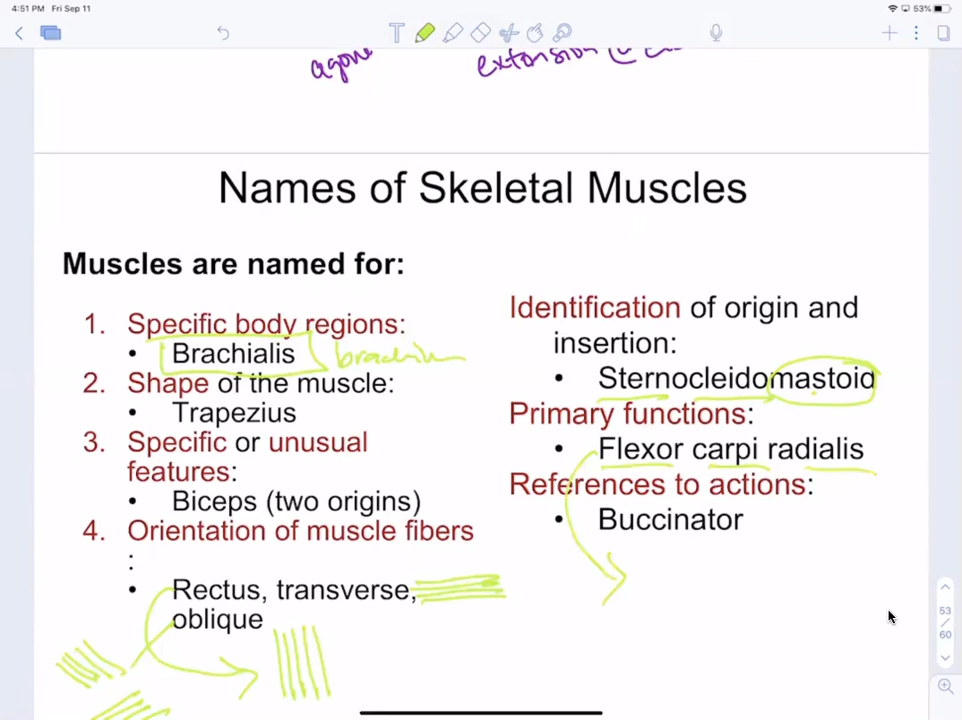 4:51 PM Fri Sep 11
53%
extension @
Names of Skeletal Muscles
Muscles are named for:
1. Specific body regions:
• Brachialis brachium
2. Shape of the muscle:
• Trapezius
3. Specific or unusual
features:
• Biceps (two origins)
4. Orientation of muscle fibers
:
• Rectus, transverse,
oblique
Identification of origin and
insertion:
• Sternocleidomastoid
Primary functions:
• Flexor carpi radialis
References to actions:
• Buccinator
53
/
60